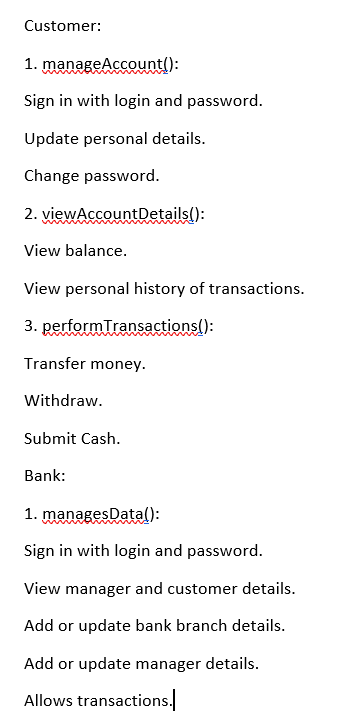 Customer:
1. manageAccount():
Sign in with login and password.
Update personal details.
Change password.
2. viewAccountDetails():
View balance.
View personal history of transactions.
3. performTransactions():
Transfer money.
Withdraw.
Submit Cash.
Bank:
1. managesData():
Sign in with login and password.
View manager and customer details.
Add or update bank branch details.
Add or update manager details.
Allows transactions.